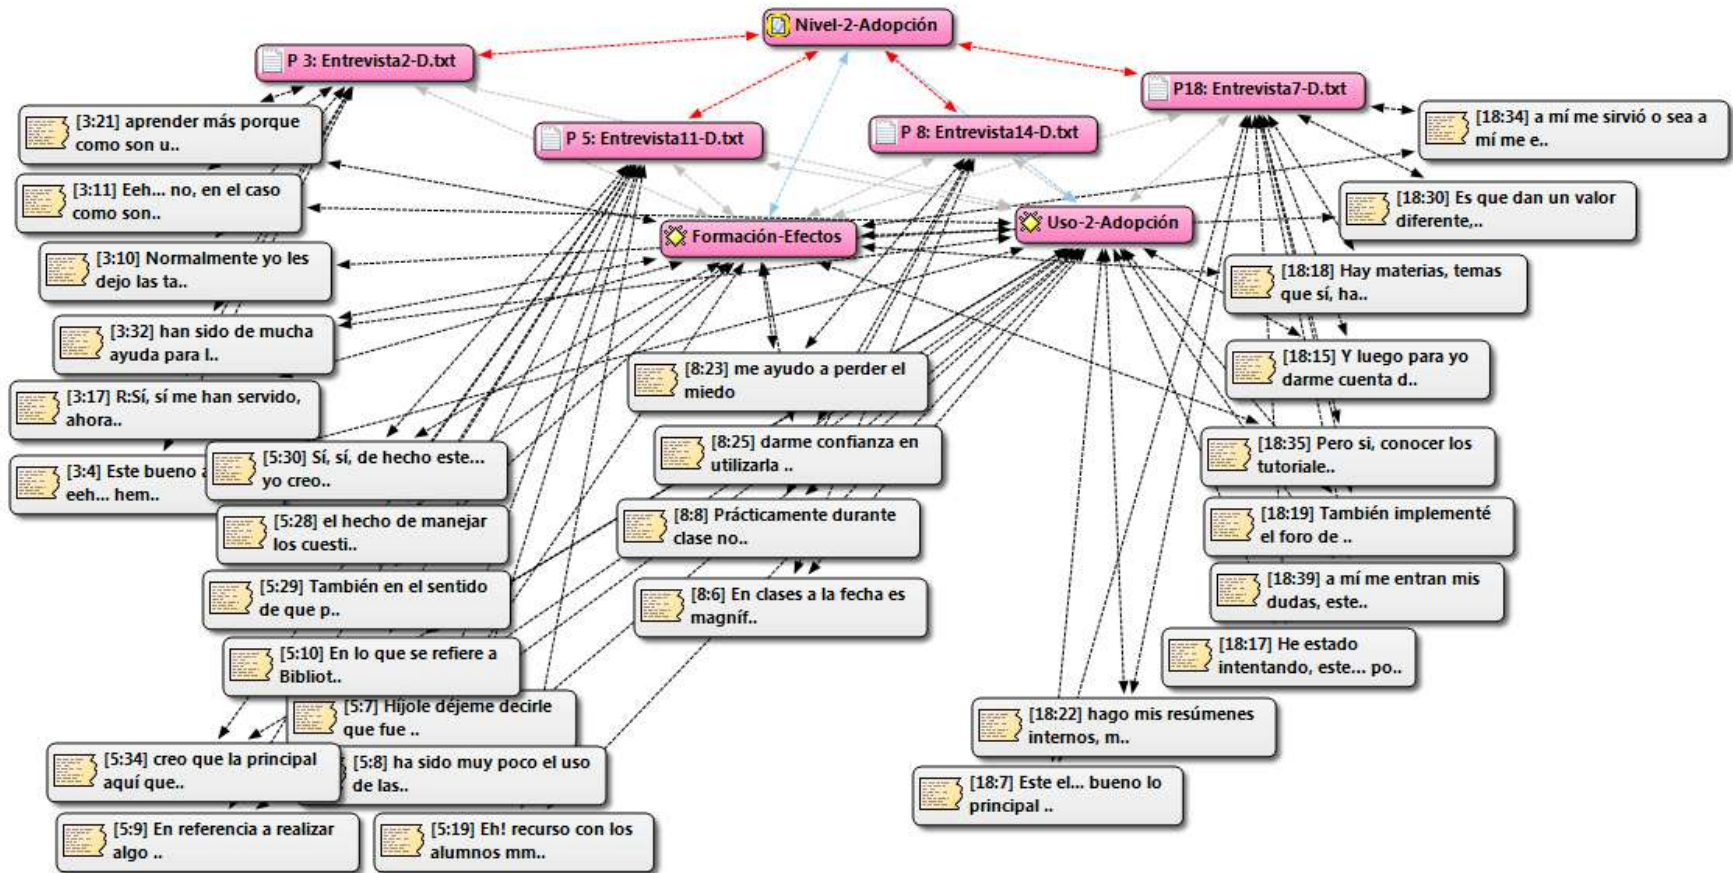 Nivel-2-Adopción
P 3: Entrevista2-D.txt
P18: Entrevista7-D.txt
P 5: Entrevista11-D.txt
P 8: Entrevista14-D.txt
Formación-Efectos
Uso-2-Adopción
[3:21] aprender más porque
como son u..
[3:11] Eeh... no, en el caso
como son..
[3:10] Normalmente yo les
dejo las ta..
[3:32] han sido de mucha
ayuda para l..
[3:17] R:Sí, sí me han servido,
ahora..
[3:4] Este bueno
eeh... hem..
[5:30] Sí, sí, de hecho este...
yo creo..
[5:28] el hecho de manejar
los cuesti..
[5:29] También en el sentido
de que p..
[5:10] En lo que se refiere a
Bibliot..
[5:7] Híjole déjeme decirle
que fue ..
[5:34] creo que la principal
aquí que..
[5:8] ha sido muy poco el uso
de las..
[5:9] En referencia a realizar
algo ..
[5:19] Eh! recurso con los
alumnos mm..
[8:23] me ayudo a perder el
miedo
[8:25] darme confianza en
utilizarla ..
[8:8] Prácticamente durante
clase no..
[8:6] En clases a la fecha es
magníf..
[18:34] a mí me sirvió o sea a
mí me e..
[18:30] Es que dan un valor
diferente,..
[18:18] Hay materias, temas
que sí, ha..
[18:15] Y luego para yo
darme cuenta d..
[18:35] Pero si, conocer los
tutoriale..
[18:19] También implementé
el foro de ..
[18:39] a mí me entran mis
dudas, este..
[18:17] He estado
intentando, este... po..
[18:22] hago mis resúmenes
internos, m..
[18:7] Este el... bueno lo
principal ..